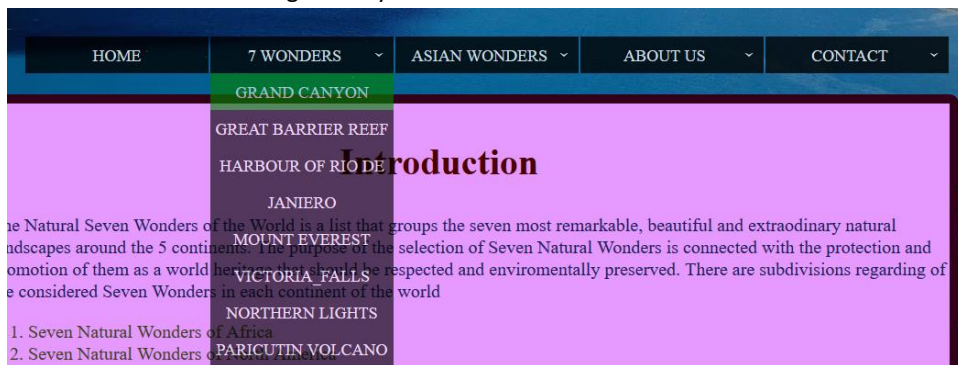 HOME 7 WONDERS ASIAN WONDERS ABOUT US CONTACT
GRAND CANYON
GREAT BARRIER REEF
HARBOUR OF RIO DE
JANIERO
MOUNT EVEREST
VICTORIA_FALLS
NORTHERN LIGHTS
PARICUTIN VOLCANO
Introduction
Natural Seven Wonders of the World is a list that groups the seven most remarkable, beautiful and extraodinary natural
around the 5 continents. The purpose of the selection of Seven Natural Wonders is connected with the protection and
of them as a world heritage that should be respected and enviromentally preserved. There are subdivisions regarding of
considered Seven Wonders in each continent of the world
1. Seven Natural Wonders of Africa
2. Seven Natural Wonders of North America